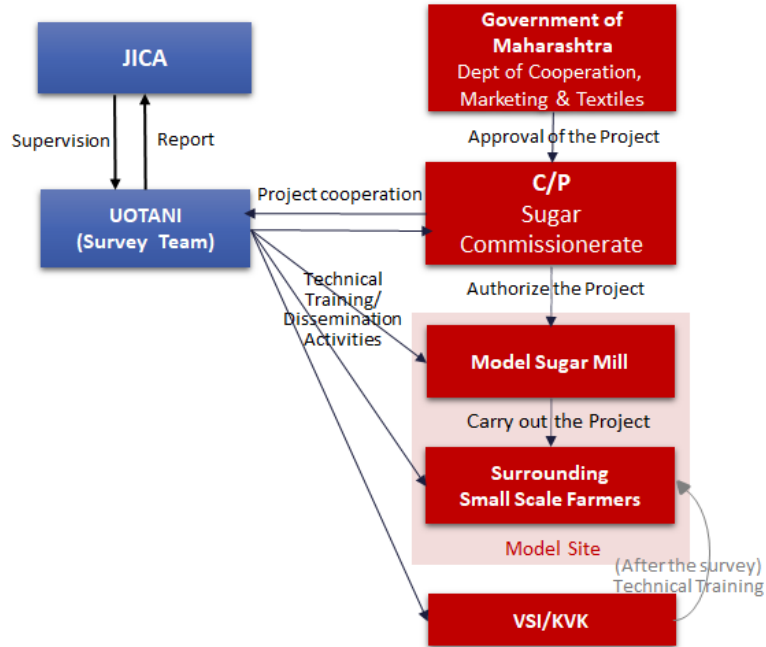 JICA
Government of
Maharashtra
Dept of Cooperation,
Marketing & Textiles
Supervision
Report
Approval of the Project
UOTANI
(Survey Team)
Project cooperation
C/P
Sugar
Commissionerate
Technical
Training/
Dissemination
Activities
Authorize the Project
Model Sugar Mill
Carry out the Project
Surrounding
Small Scale Farmers
Model Site
(After the survey)
Technical Training
VSI/KVK